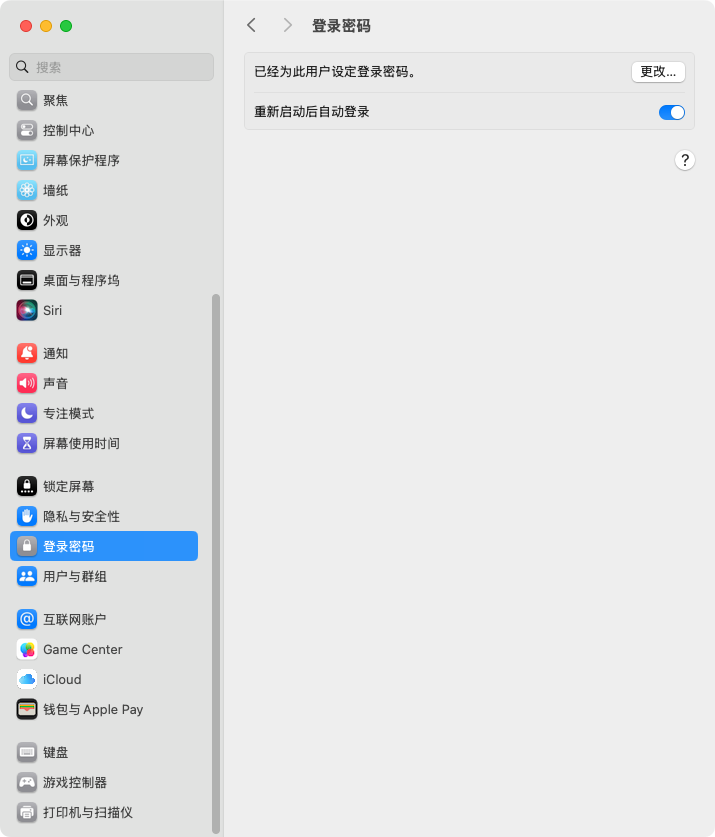 搜索
聚焦
控制中心
屏幕保护程序
墙纸
外观
显示器
桌面与程序坞
Siri
通知
声音
专注模式
屏幕使用时间
锁定屏幕
隐私与安全性
登录密码
用户与群组
互联网账户
Game Center
iCloud
钱包与 Apple Pay
键盘
游戏控制器
打印机与扫描仪
登录密码
已经为此用户设定登录密码。
更改...
重新启动后自动登录
?